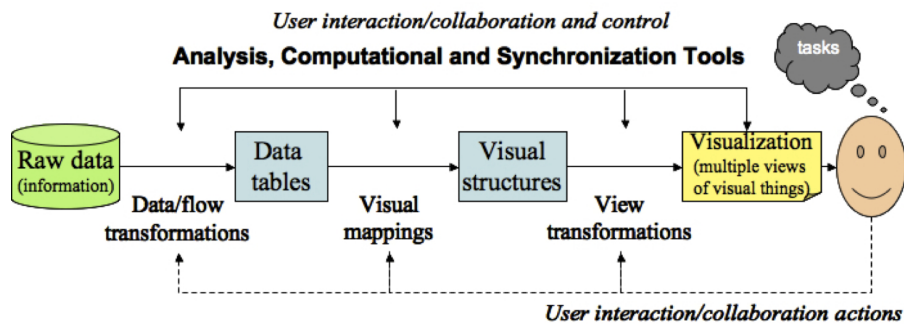 User interaction/collaboration and control
Analysis, Computational and Synchronization Tools
tasks
Raw data
(information)
Data
tables
Visual
structures
Visualization
(multiple views
of visual things)
Data/flow
transformations
Visual
mappings
View
transformations
User interaction/collaboration actions